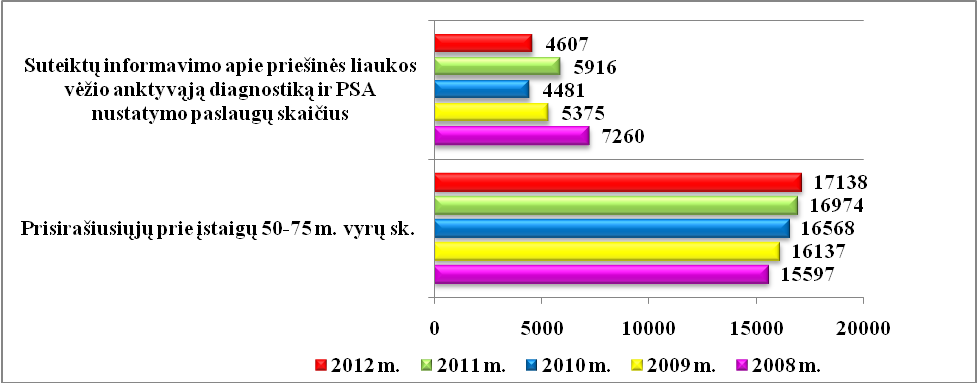 Suteiktų informavimo apie priešinės liaukos
vėžio anktyvąją diagnostiką ir PSA
nustatymo paslaugų skaičius
4607
5916
4481
5375
7260
Prisirašiusiųjų prie įstaigų 50-75 m. vyrų sk.
17138
16974
16568
16137
15597
0 5000 10000 15000 20000
2012 m. 2011 m. 2010 m. 2009 m. 2008 m.